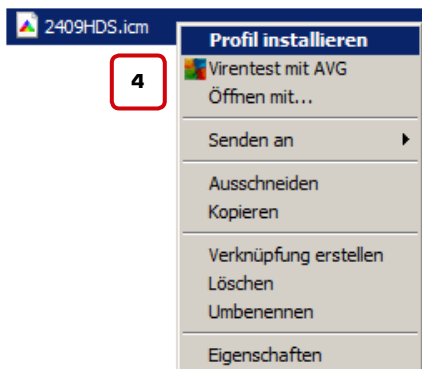 2409HDS.icm
Profil installieren
4
Virentest mit AVG
Öffnen mit...
Senden an
Ausschneiden
Kopieren
Verknüpfung erstellen
Löschen
Umbenennen
Eigenschaften